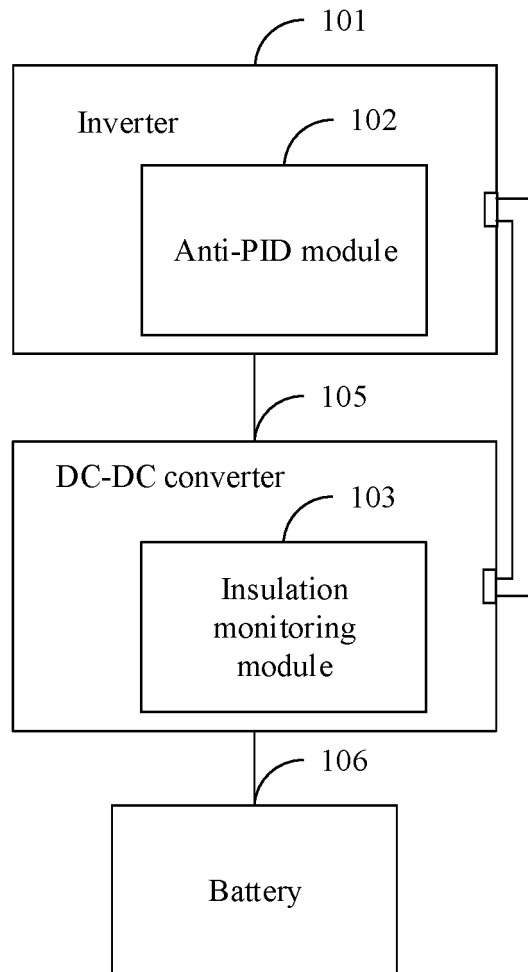 101
Inverter
102
Anti-PID module
105
DC-DC converter
103
Insulation
monitoring
module
106
Battery